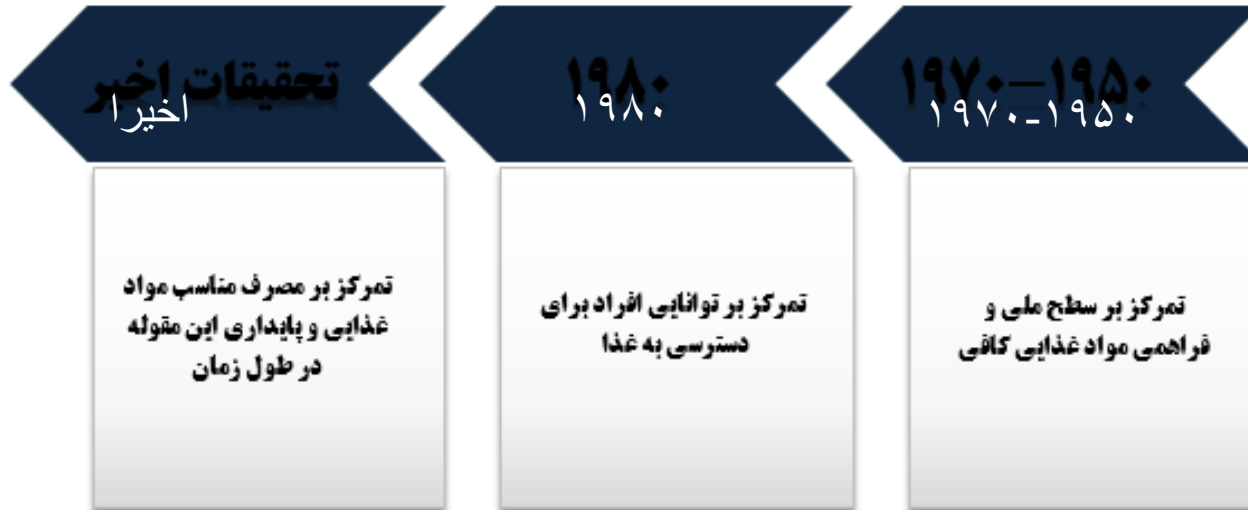 ۱۹۵۰–۱۹۷۰
۱۹۵۰-۱۹۷۰
تمرکز بر سطح ملی و
فراهمی مواد غذایی کافی
۱۹۸۰
۱۹۸۰
تمرکز بر توانایی افراد برای
دسترسی به غذا
تحقیقات اخیر
اخیرا
تمرکز بر مصرف مناسب مواد
غذایی و پایداری این مقوله
در طول زمان